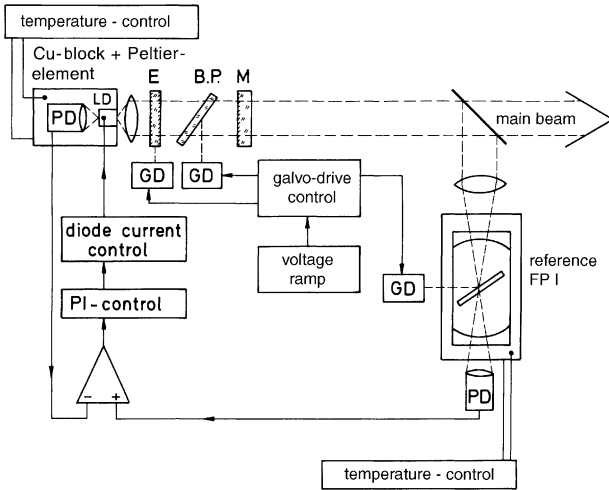 temperature - control
Cu-block + Peltier-
element
E
B.P.
M
LD
PD
main beam
GD
GD
galvo-drive
control
diode current
control
voltage
ramp
GD
reference
FP I
PI-control
- +
PD
temperature - control